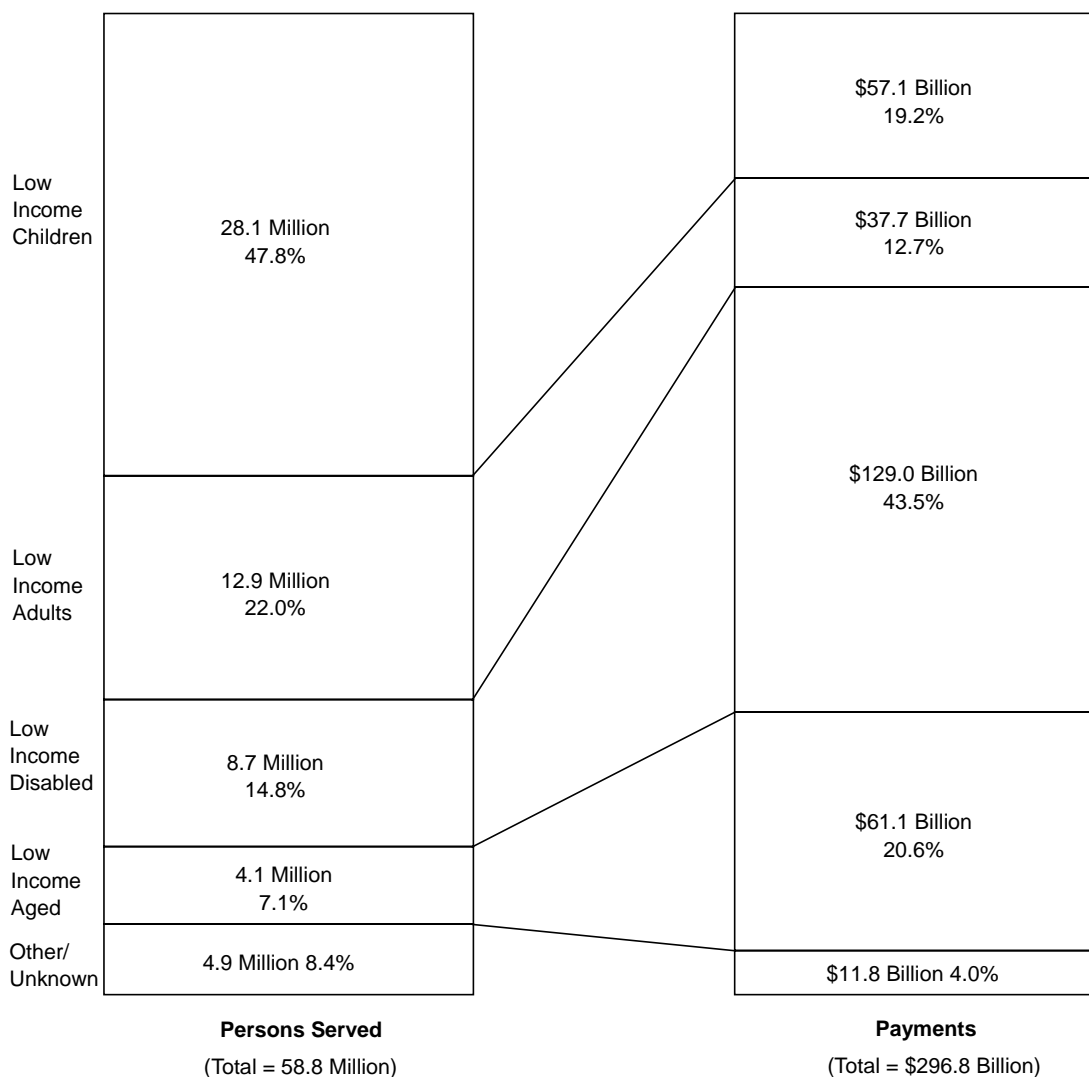 Low
Income
Children
28.1 Million
47.8%
$57.1 Billion
19.2%
$37.7 Billion
12.7%
Low
Income
Adults
12.9 Million
22.0%
$129.0 Billion
43.5%
Low
Income
Disabled
8.7 Million
14.8%
Low
Income
Aged
4.1 Million
7.1%
$61.1 Billion
20.6%
Other/
Unknown
4.9 Million 8.4%
$11.8 Billion 4.0%
Persons Served
(Total = 58.8 Million)
Payments
(Total = $296.8 Billion)